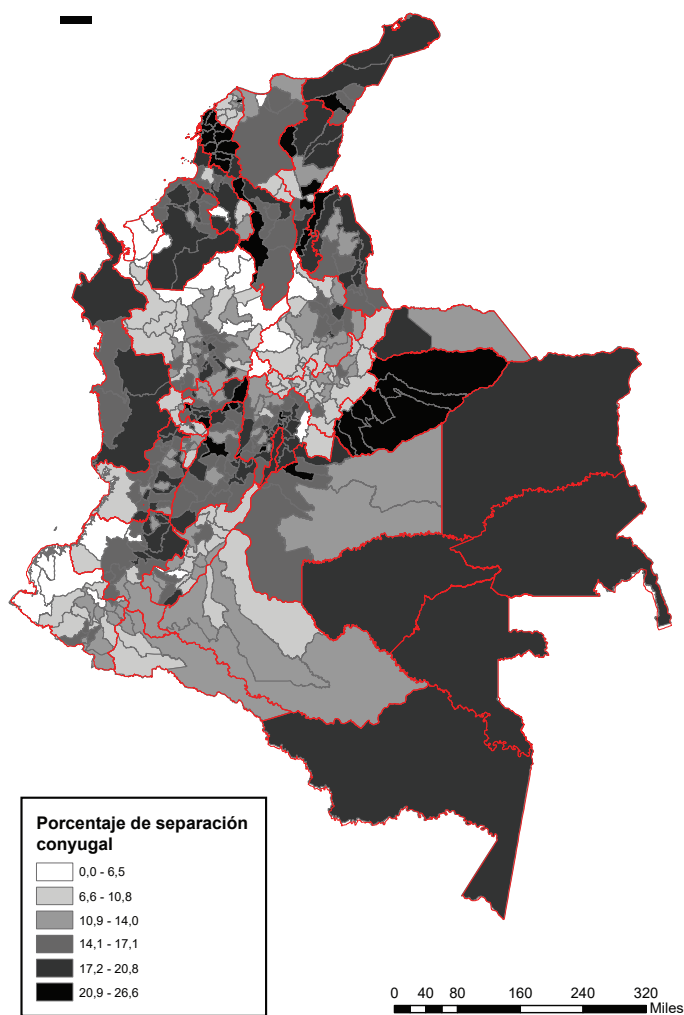 Porcentaje de separación
conyugal
0,0 - 6,5
6,6 - 10,8
10,9 - 14,0
14,1 - 17,1
17,2 - 20,8
20,9 - 26,6
0 40 80 160 240 320
Miles